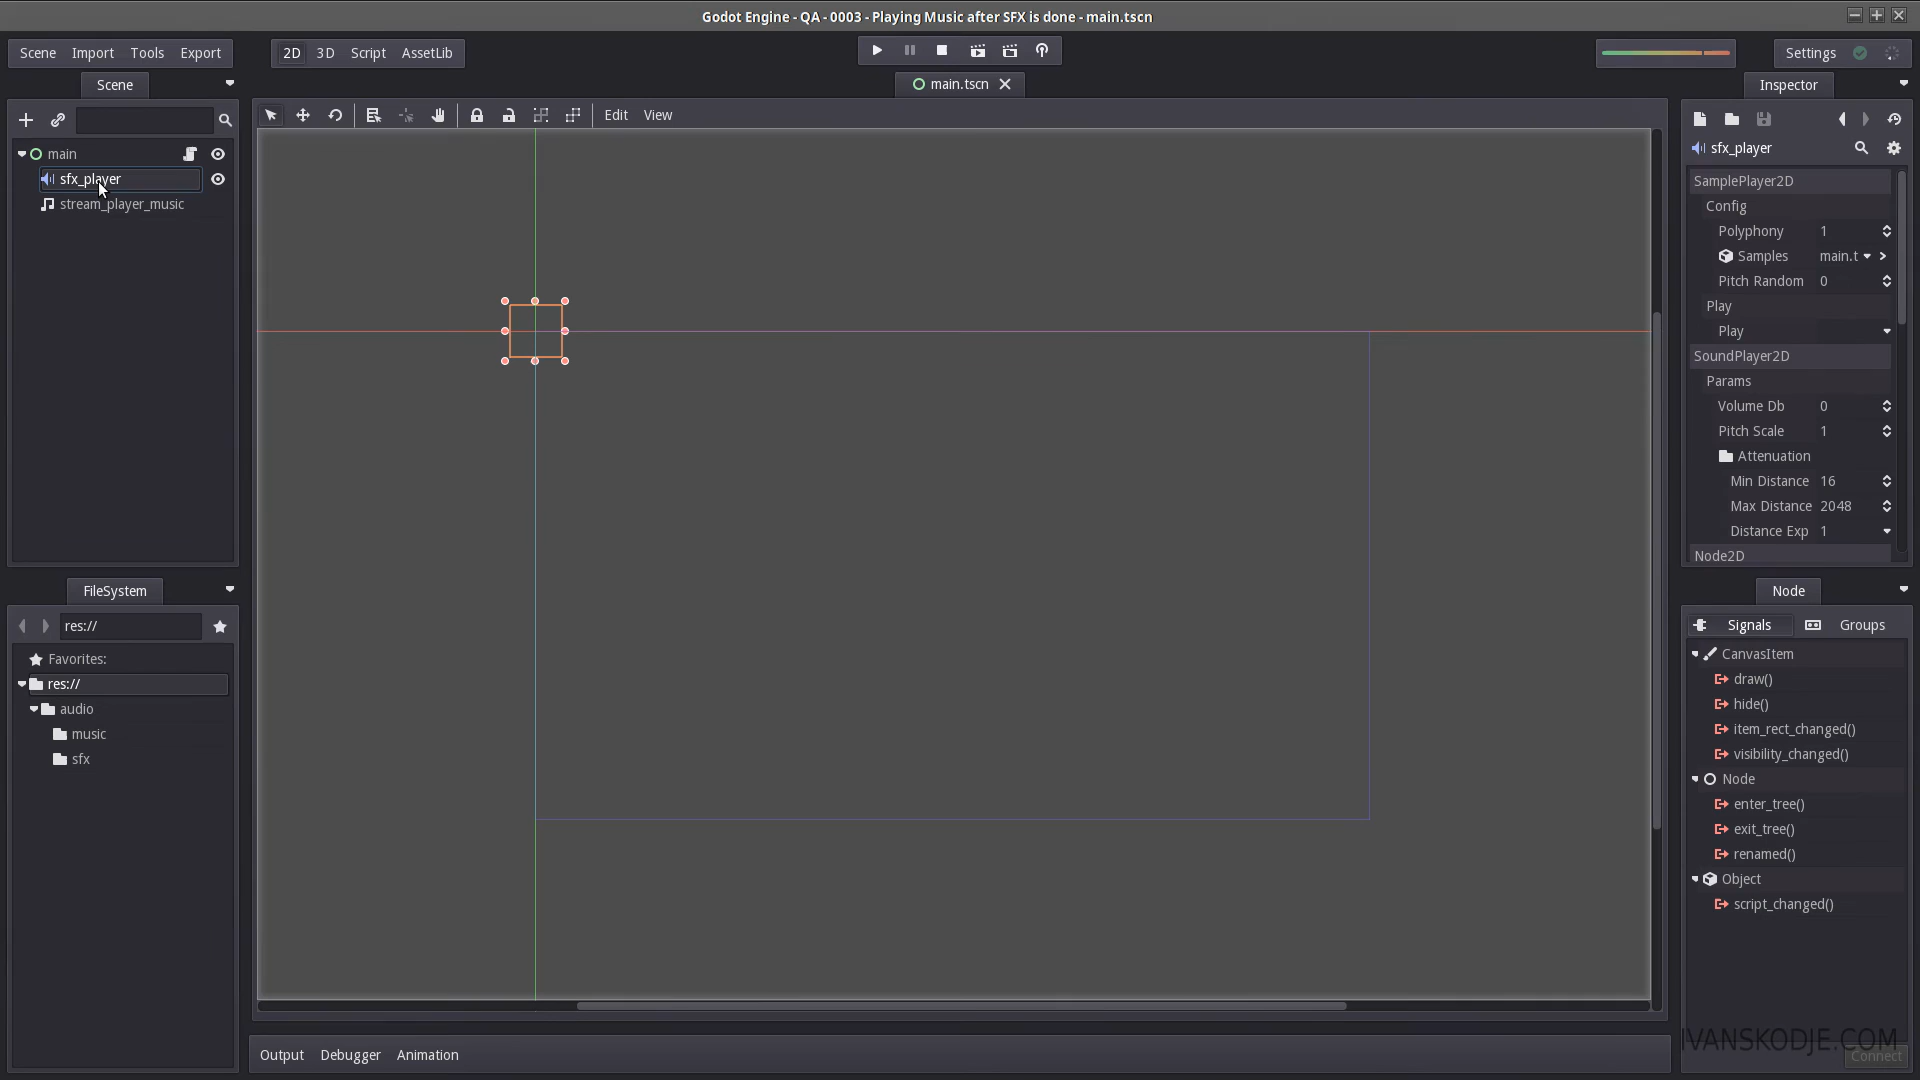 Godot Engine - QA - 0003 - Playing Music after SFX is done - main.tscn
Scene Import Tools Export
2D 3D Script AssetLib
Settings
Scene
main.tscn
Inspector
Edit View
main
sfx_player
stream_player_music
sfx_player
SamplePlayer2D
Config
Polyphony 1
Samples main.t
Pitch Random 0
Play
Play
SoundPlayer2D
Params
Volume Db 0
Pitch Scale 1
Attenuation
Min Distance 16
Max Distance 2048
Distance Exp 1
Node2D
FileSystem
res://
Favorites:
res://
audio
music
sfx
Node
Signals Groups
CanvasItem
draw()
hide()
item_rect_changed()
visibility_changed()
Node
enter_tree()
exit_tree()
renamed()
Object
script_changed()
Output Debugger Animation
IVANSKODJE.COM
Connect